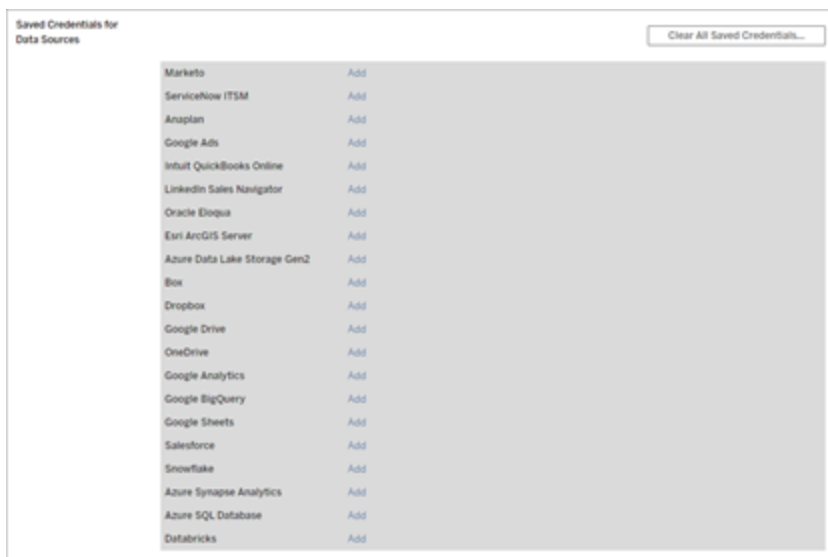 Saved Credentials for
Data Sources
Clear All Saved Credentials...
Marketo Add
ServiceNow ITSM Add
Anaplan Add
Google Ads Add
Intuit QuickBooks Online Add
LinkedIn Sales Navigator Add
Oracle Eloqua Add
Esri ArcGIS Server Add
Azure Data Lake Storage Gen2 Add
Box Add
Dropbox Add
Google Drive Add
OneDrive Add
Google Analytics Add
Google BigQuery Add
Google Sheets Add
Salesforce Add
Snowflake Add
Azure Synapse Analytics Add
Azure SQL Database Add
Databricks Add